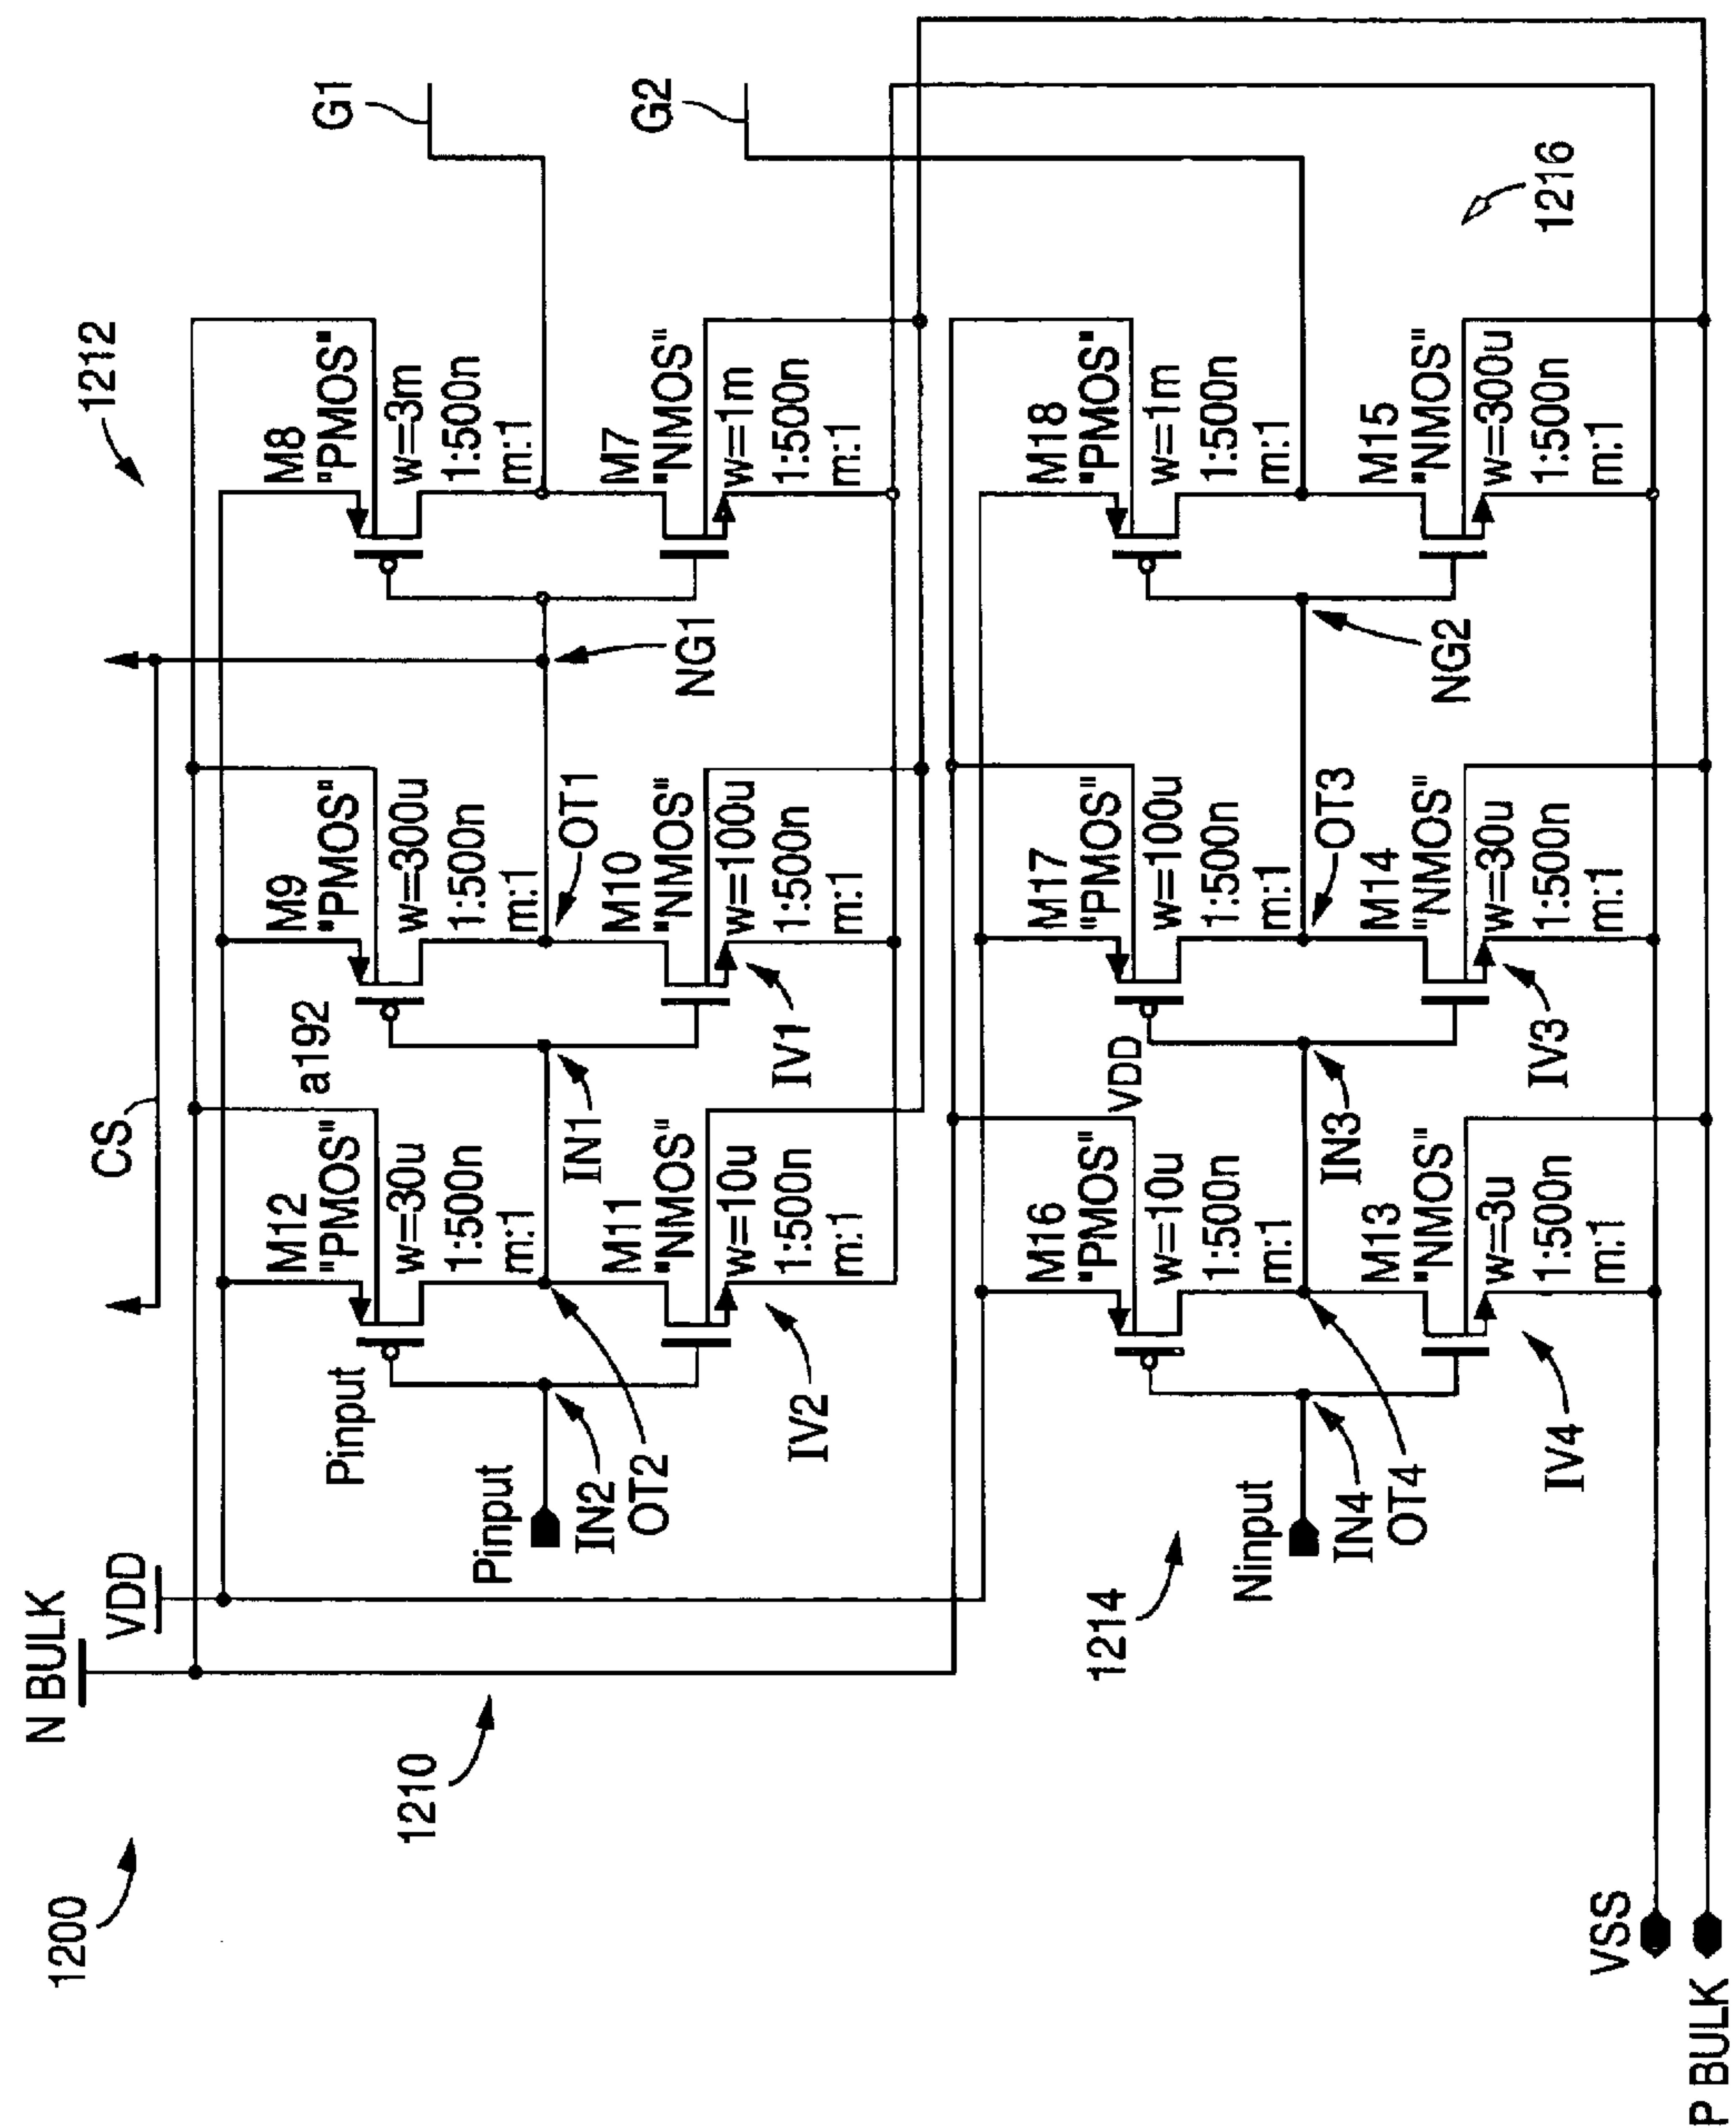 1200
N BULK
VDD
CS
1212
1210
Pinput
Pinput
IN2
OT2
IV2
M12
"PMOS"
w=30u
1:500n
m:1
M11
"NMOS"
w=10u
1:500n
m:1
a192
IN1
IV1
M9
"PMOS"
w=300u
1:500n
m:1
OT1
M10
"NMOS"
w=100u
1:500n
m:1
NG1
M8
"PMOS"
w=3m
1:500n
m:1
M7
"NMOS"
w=1m
1:500n
m:1
G1
G2
1214
Ninput
IN4
OT4
IV4
M16
"PMOS"
w=10u
1:500n
m:1
M13
"NMOS"
w=3u
1:500n
m:1
VDD
IN3
IV3
M17
"PMOS"
w=100u
1:500n
m:1
OT3
M14
"NMOS"
w=30u
1:500n
m:1
NG2
M18
"PMOS"
w=1m
1:500n
m:1
M15
"NMOS"
w=300u
1:500n
m:1
1216
VSS
P BULK